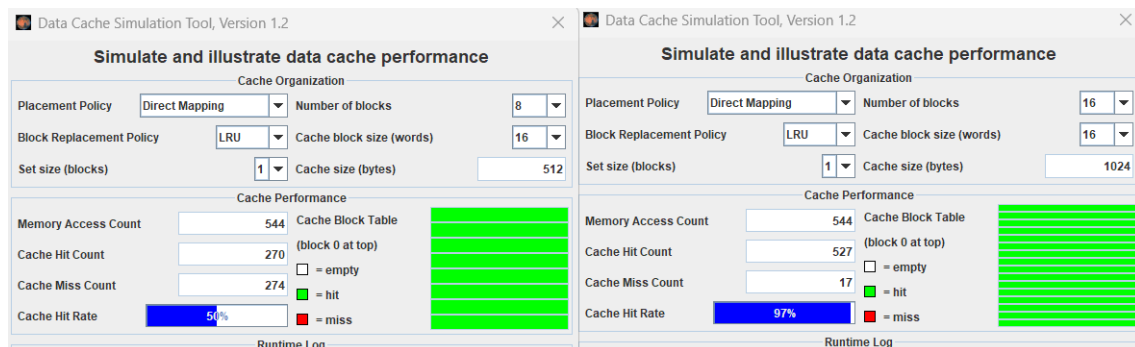 Data Cache Simulation Tool, Version 1.2
Simulate and illustrate data cache performance
Cache Organization
Placement Policy Direct Mapping Number of blocks 8
Block Replacement Policy LRU Cache block size (words) 16
Set size (blocks) 1 Cache size (bytes) 512
Cache Performance
Memory Access Count 544 Cache Block Table
(block 0 at top)
Cache Hit Count 270
= empty
Cache Miss Count 274
= hit
Cache Hit Rate 50%
= miss
Runtime Log
Data Cache Simulation Tool, Version 1.2
Simulate and illustrate data cache performance
Cache Organization
Placement Policy Direct Mapping Number of blocks 16
Block Replacement Policy LRU Cache block size (words) 16
Set size (blocks) 1 Cache size (bytes) 1024
Cache Performance
Memory Access Count 544 Cache Block Table
(block 0 at top)
Cache Hit Count 527
= empty
Cache Miss Count 17
= hit
Cache Hit Rate 97%
= miss
Runtime Log